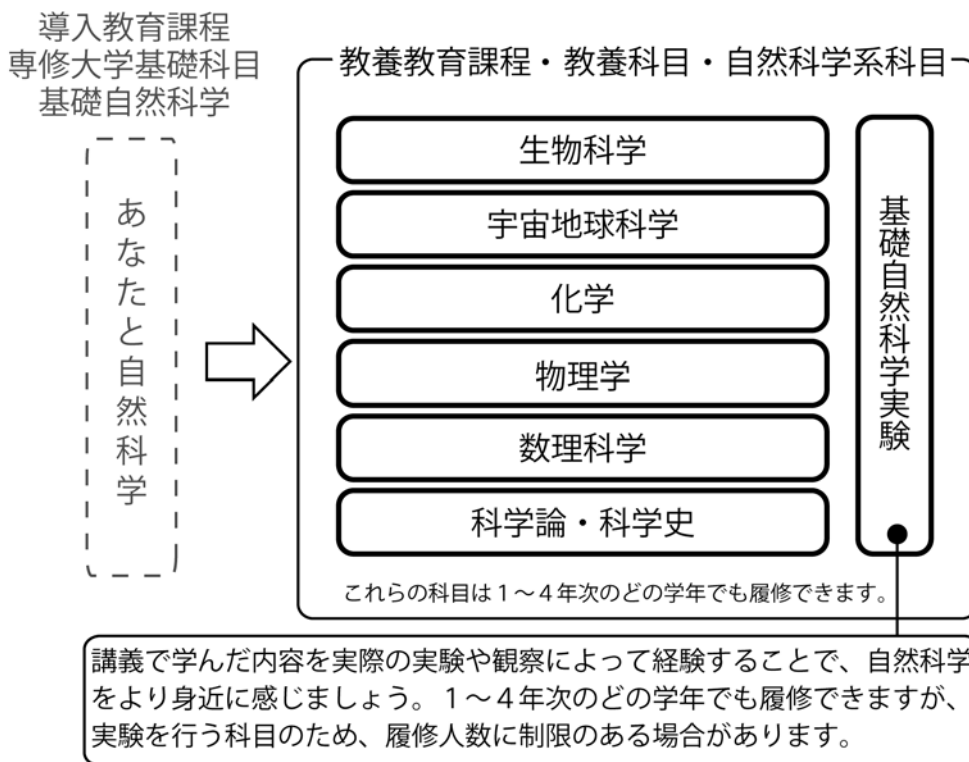 導入教育課程
専修大学基礎科目
基礎自然科学
あなたと自然科学
教養教育課程・教養科目・自然科学系科目
生物科学
宇宙地球科学
化学
物理学
数理科学
科学論・科学史
基礎自然科学実験
これらの科目は1~4年次のどの学年でも履修できます。
講義で学んだ内容を実際の実験や観察によって経験することで、自然科学
をより身近に感じましょう。1~4年次のどの学年でも履修できますが、
実験を行う科目のため、履修人数に制限のある場合があります。